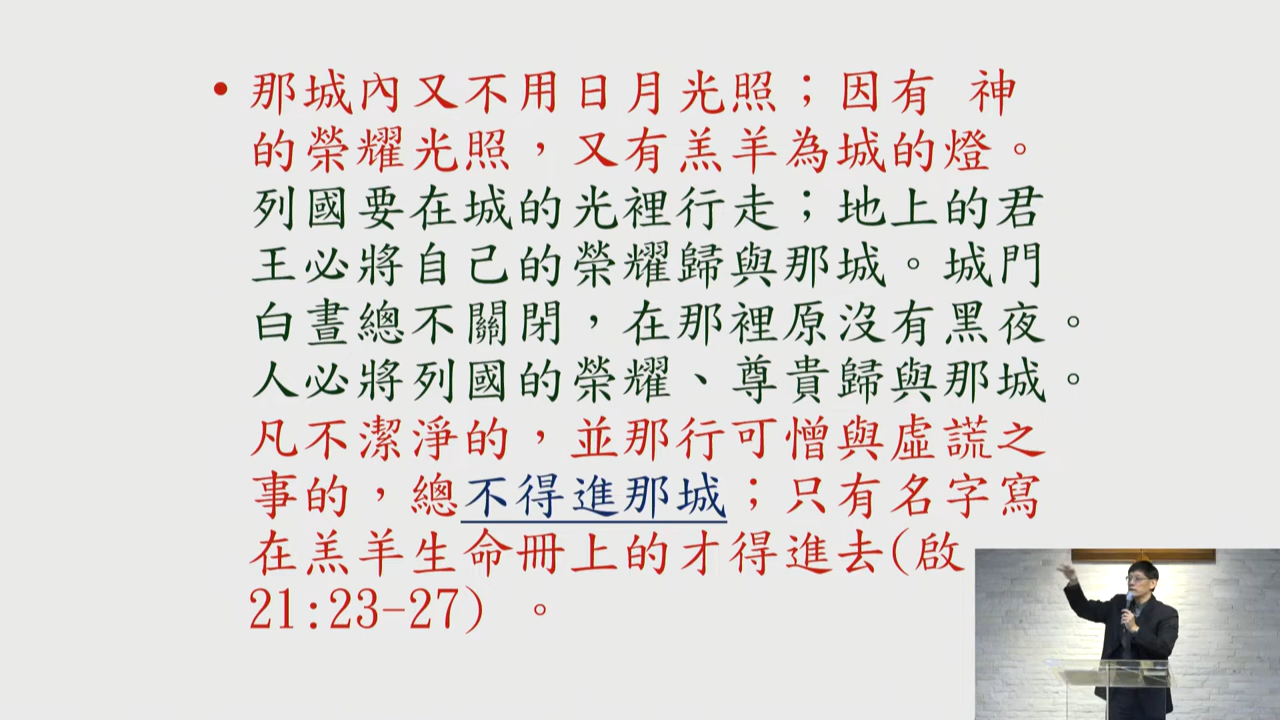 • 那城內又不用日月光照；因有 神
的榮耀光照，又有羔羊為城的燈。
列國要在城的光裡行走；地上的君
王必將自己的榮耀歸與那城。城門
白晝總不關閉，在那裡原沒有黑夜。
人必將列國的榮耀、尊貴歸與那城。
凡不潔淨的，並那行可憎與虛謊之
事的，總不得進那城；只有名字寫
在羔羊生命冊上的才得進去(啟
21:23-27) 。